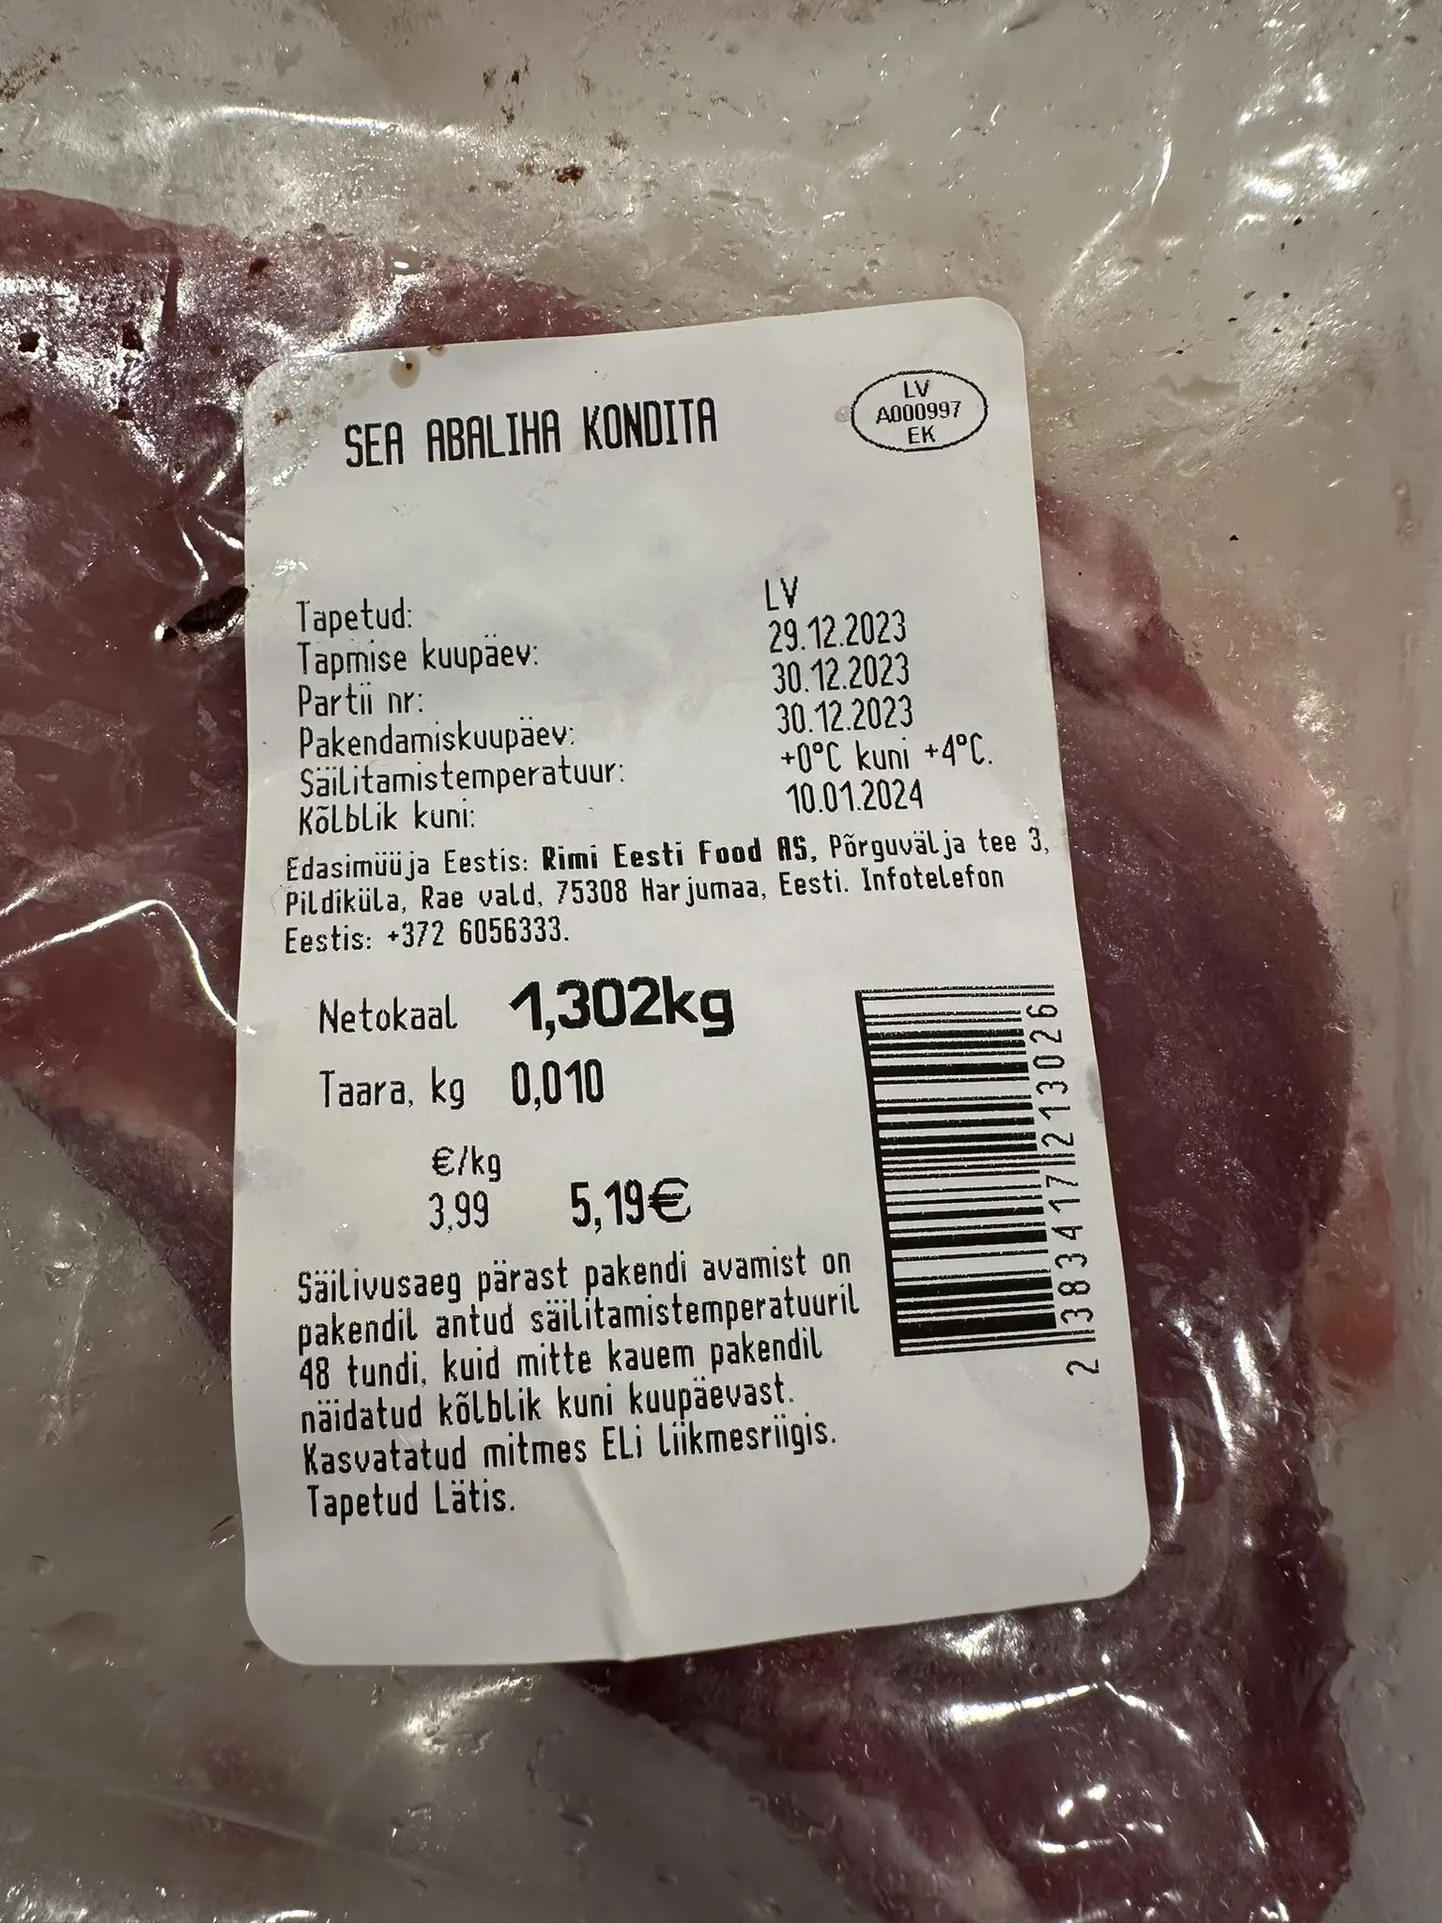 SEA ABALIHA KONDITA
LV
A000997
EK
Tapetud: LV
Tapmise kuupäev: 29.12.2023
Partii nr: 30.12.2023
Pakendamiskuupäev: 30.12.2023
Säilitamistemperatuur: +0°C kuni +4°C.
Kõlblik kuni: 10.01.2024
Edasimüüja Eestis: Rimi Eesti Food AS, Põrguvälja tee 3,
Pildiküla, Rae vald, 75308 Harjumaa, Eesti. Infotelefon
Eestis: +372 6056333.
Netokaal 1,302kg
Taara, kg 0,010
€/kg
3,99 5,19€
Säilivusaeg pärast pakendi avamist on
pakendil antud säilitamistemperatuuril
48 tundi, kuid mitte kauem pakendil
näidatud kõlblik kuni kuupäevast.
Kasvatatud mitmes ELi liikmesriigis.
Tapetud Lätis.
2 383417 213026